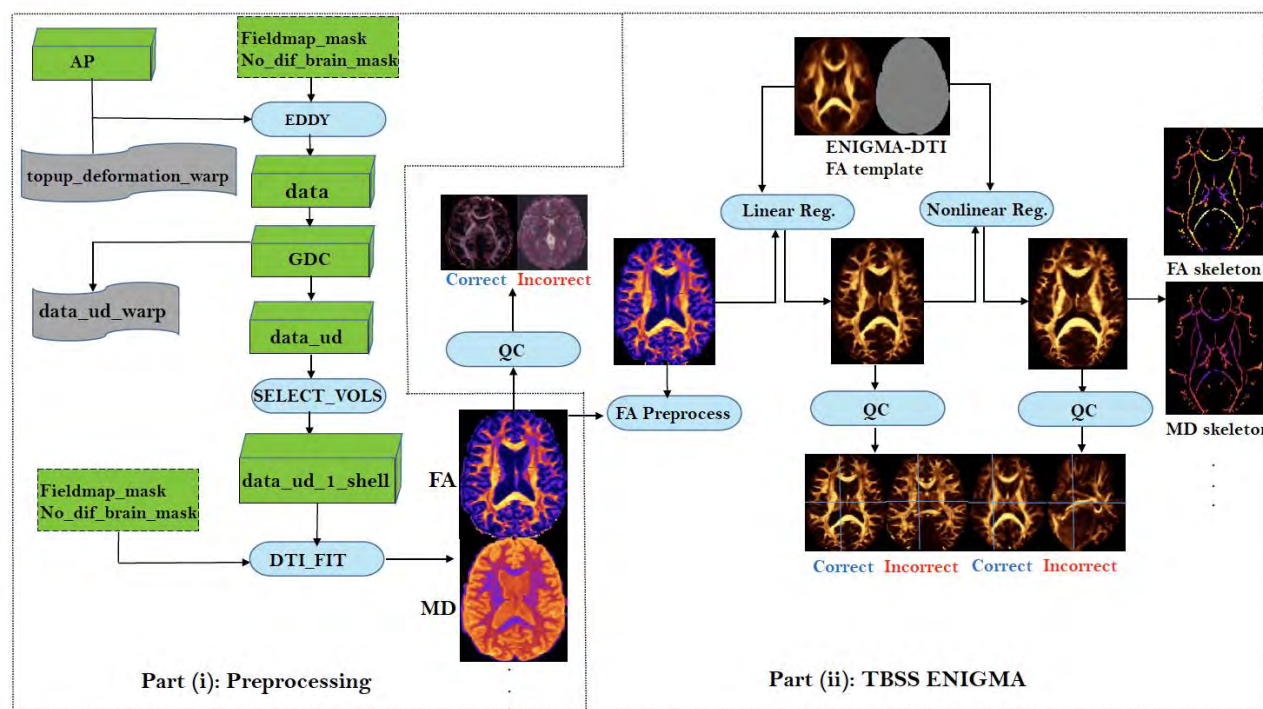 AP
Fieldmap_mask
No_dif_brain_mask
EDDY
topup_deformation_warp
data
GDC
data_ud_warp
data_ud
SELECT_VOLS
data_ud_1_shell
Fieldmap_mask
No_dif_brain_mask
DTI_FIT
FA
MD
.
.
Part (i): Preprocessing
Correct Incorrect
QC
FA Preprocess
ENIGMA-DTI
FA template
Linear Reg.
Nonlinear Reg.
QC
QC
Correct Incorrect Correct Incorrect
FA skeleton
MD skeleton
.
.
.
Part (ii): TBSS ENIGMA